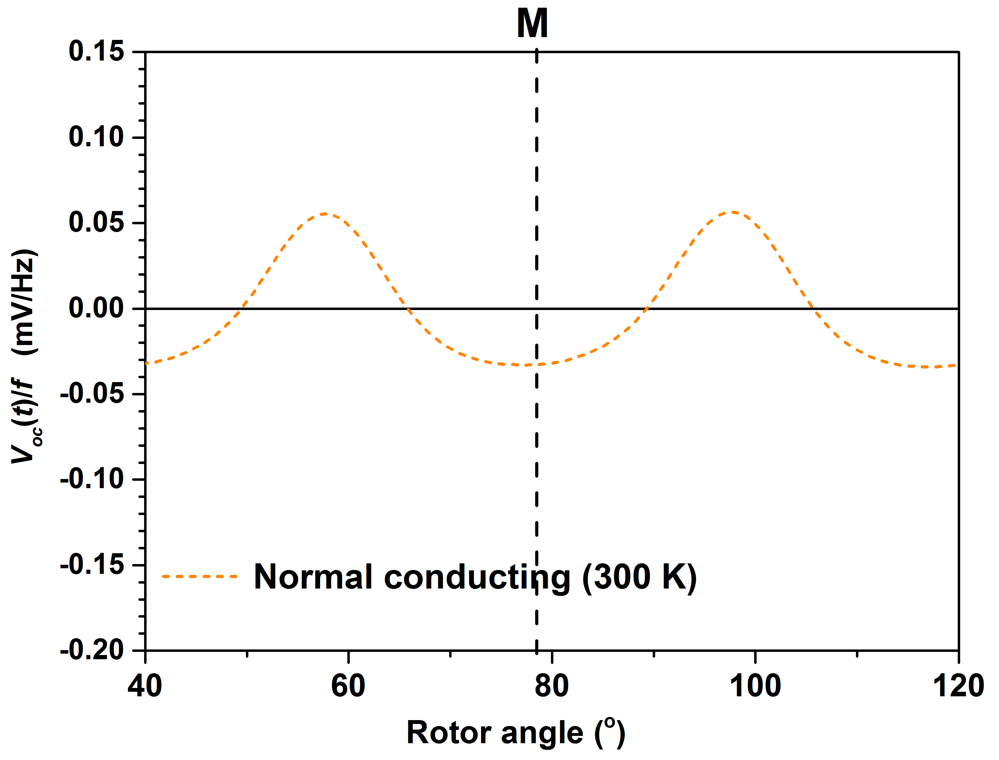 M
0.15
0.10
0.05
0.00
-0.05
-0.10
-0.15
-0.20
Voc(t)/f (mV/Hz)
Normal conducting (300 K)
40 60 80 100 120
Rotor angle (o)